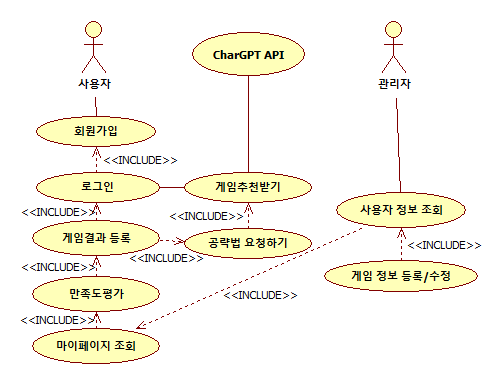 CharGPT API
사용자
관리자
회원가입
<<INCLUDE>>
로그인
게임추천받기
<<INCLUDE>>
<<INCLUDE>>
사용자 정보 조회
게임결과 등록
공략법 요청하기
<<INCLUDE>>
<<INCLUDE>>
<<INCLUDE>>
게임 정보 등록/수정
만족도평가
<<INCLUDE>>
<<INCLUDE>>
마이페이지 조회